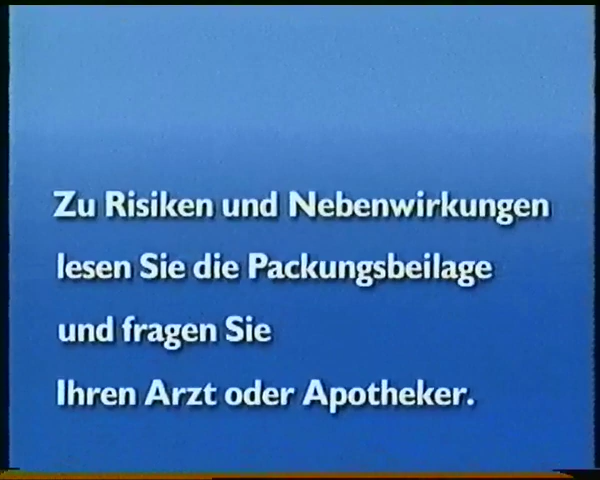 Zu Risiken und Nebenwirkungen
lesen Sie die Packungsbeilage
und fragen Sie
Ihren Arzt oder Apotheker.